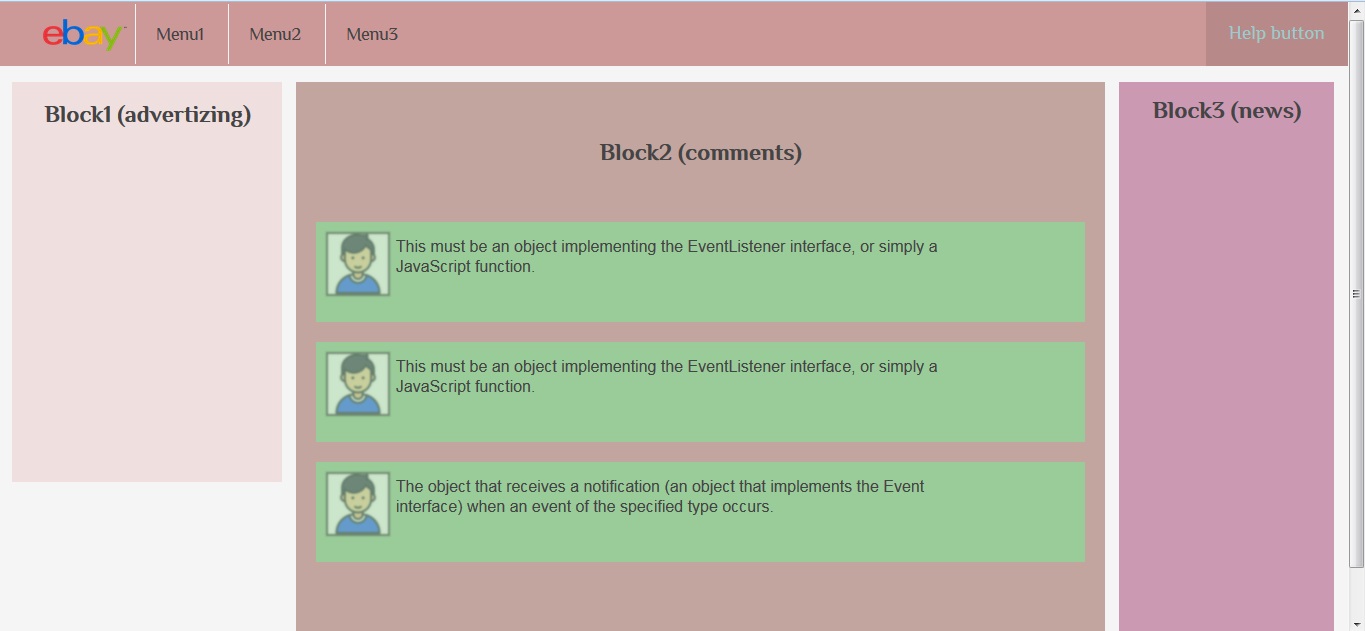 ebay
Menu1
Menu2
Menu3
Help button
Block1 (advertizing)
Block2 (comments)
This must be an object implementing the EventListener interface, or simply a
JavaScript function.
This must be an object implementing the EventListener interface, or simply a
JavaScript function.
The object that receives a notification (an object that implements the Event
interface) when an event of the specified type occurs.
Block3 (news)